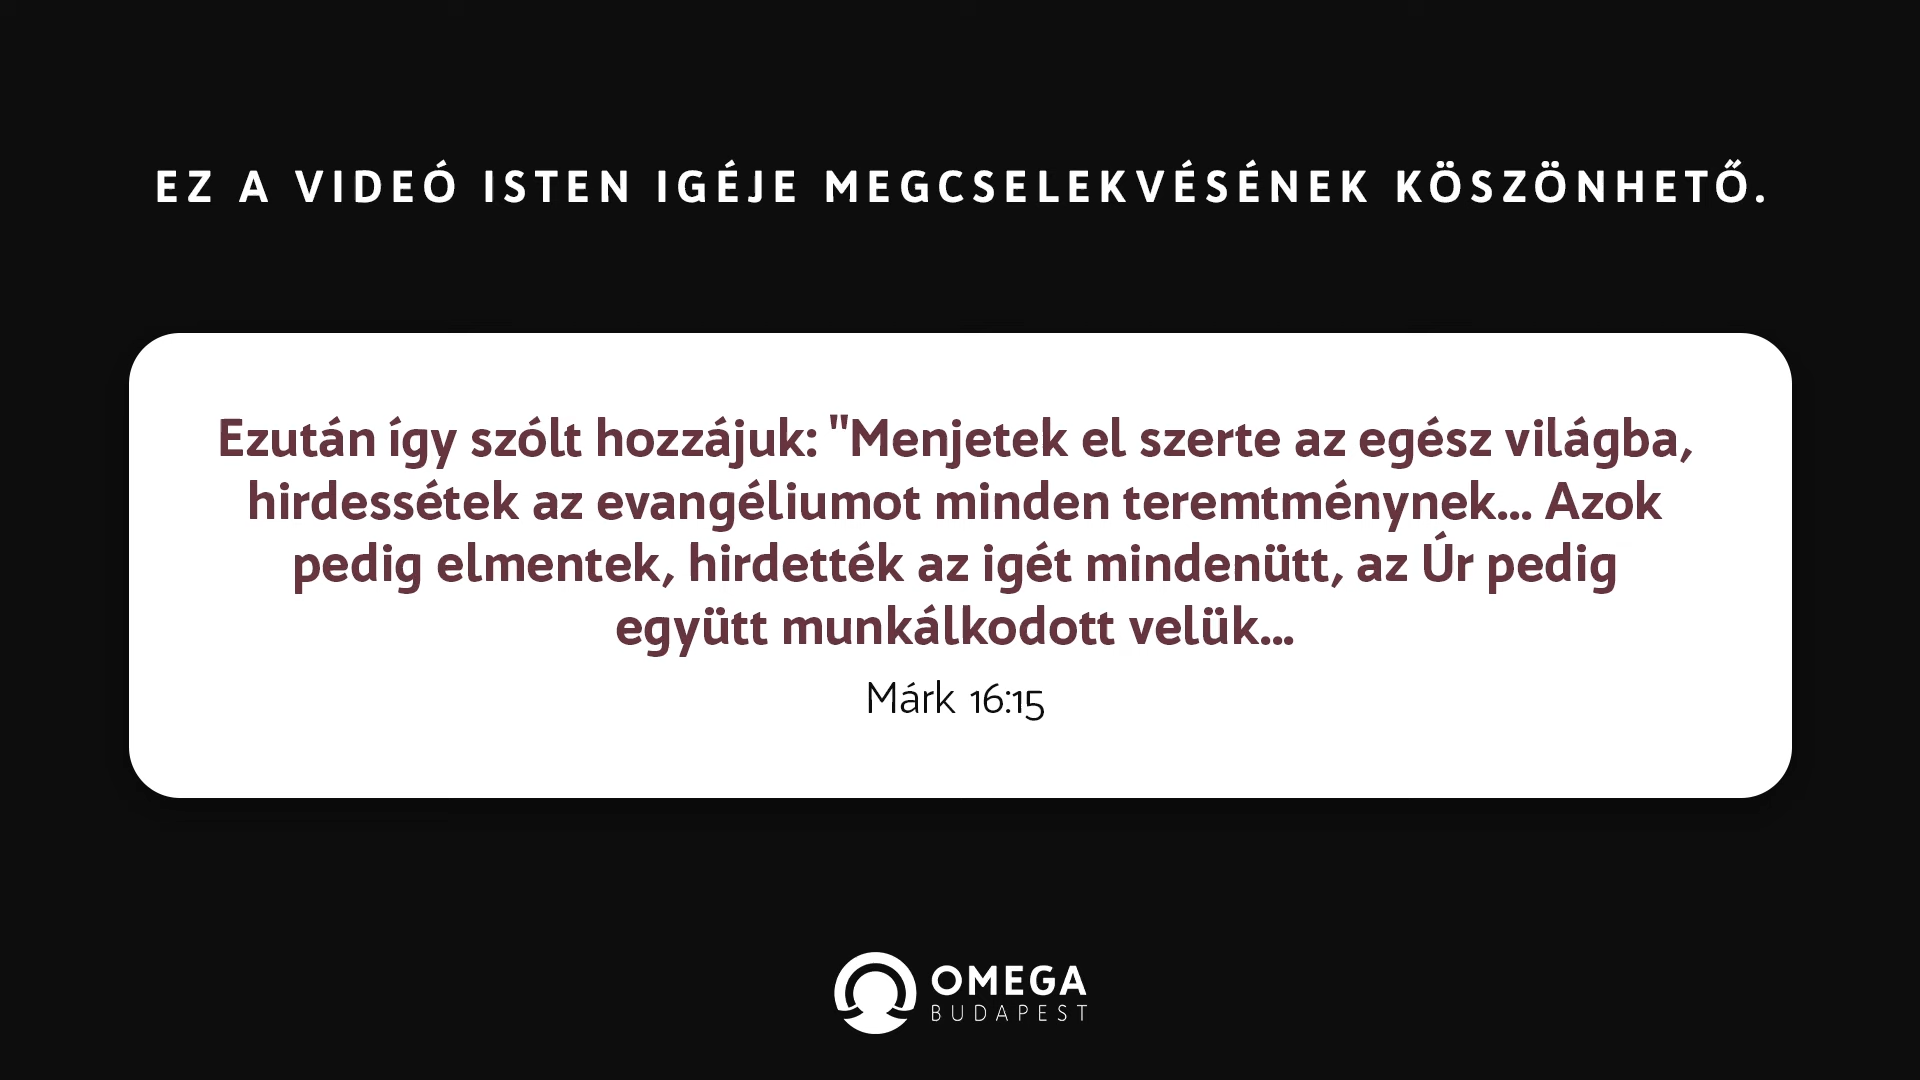 EZ A VIDEÓ ISTEN IGÉJE MEGCSELEKVÉSÉNEK KÖSZÖNHETŐ.
Ezután így szólt hozzájuk: "Menjetek el szerte az egész világba,
hirdessétek az evangéliumot minden teremtménynek... Azok
pedig elmentek, hirdették az igét mindenütt, az Úr pedig
együtt munkálkodott velük...
Márk 16:15
OMEGA
BUDAPEST